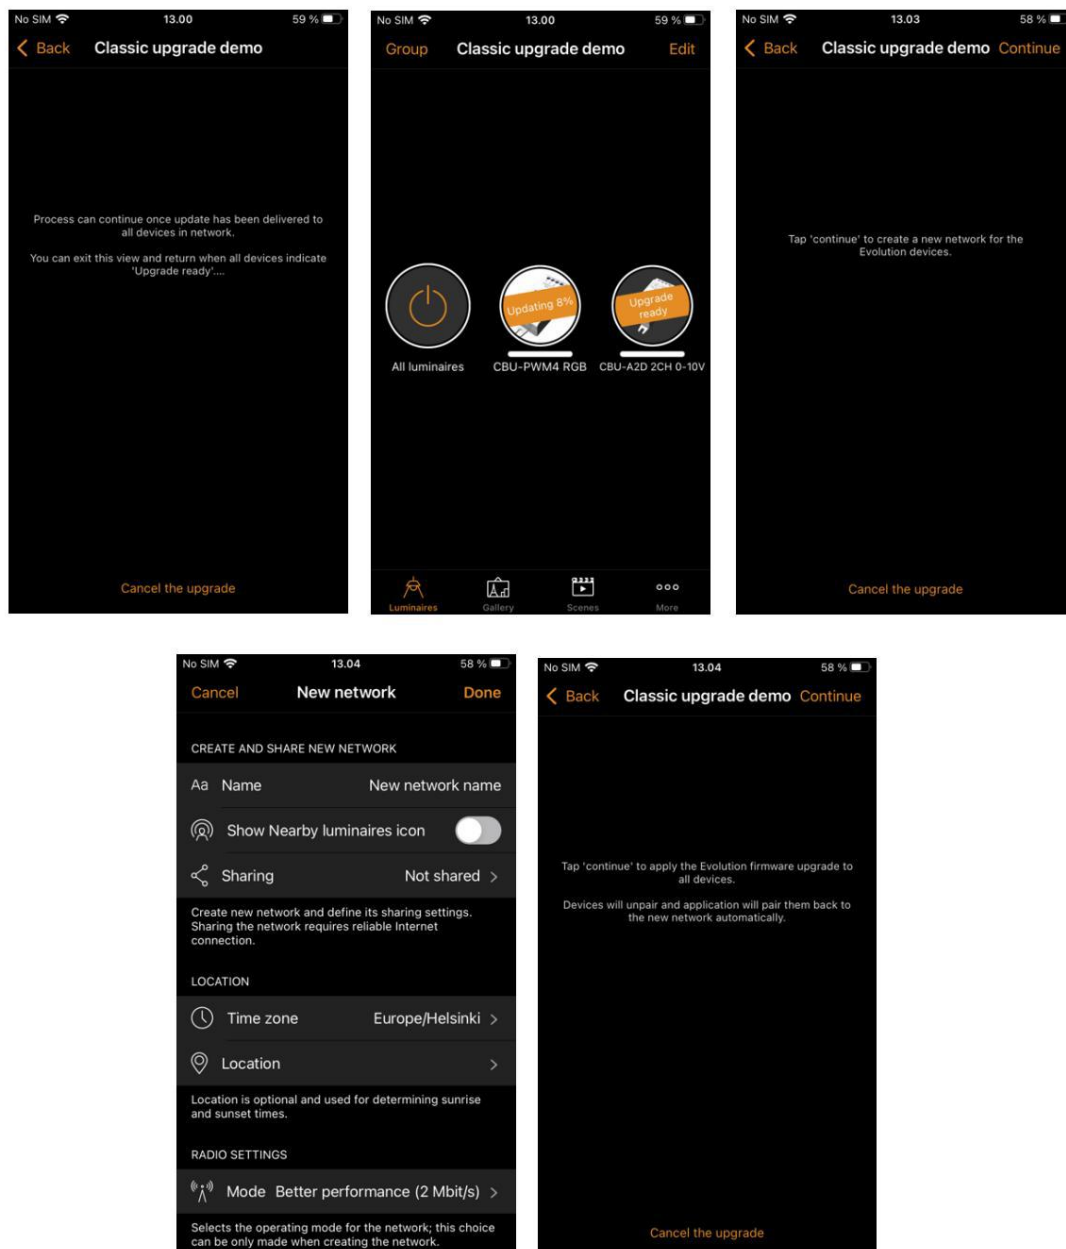 No SIM 13.00 59 %
Back Classic upgrade demo
Process can continue once update has been delivered to
all devices in network.
You can exit this view and return when all devices indicate
'Upgrade ready'....
Cancel the upgrade
No SIM 13.00 59 %
Group Classic upgrade demo Edit
Updating 8%
Upgrade
ready
All luminaires CBU-PWM4 RGB CBU-A2D 2CH 0-10V
Luminaires Gallery Scenes More
No SIM 13.03 58 %
Back Classic upgrade demo Continue
Tap 'continue' to create a new network for the
Evolution devices.
Cancel the upgrade
No SIM 13.04 58 %
Cancel New network Done
CREATE AND SHARE NEW NETWORK
Aa Name New network name
Show Nearby luminaires icon
Sharing Not shared
Create new network and define its sharing settings.
Sharing the network requires reliable Internet
connection.
LOCATION
Time zone Europe/Helsinki
Location
Location is optional and used for determining sunrise
and sunset times.
RADIO SETTINGS
Mode Better performance (2 Mbit/s)
Selects the operating mode for the network; this choice
can be only made when creating the network.
No SIM 13.04 58 %
Back Classic upgrade demo Continue
Tap 'continue' to apply the Evolution firmware upgrade to
all devices.
Devices will unpair and application will pair them back to
the new network automatically.
Cancel the upgrade